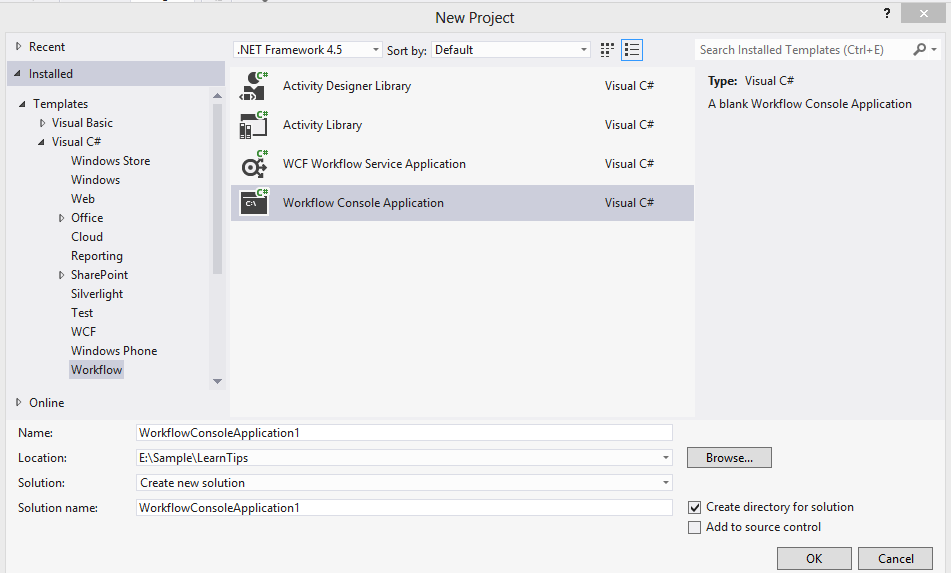 New Project
?
Recent
.NET Framework 4.5
Sort by:
Default
Search Installed Templates (Ctrl+E)
Installed
Templates
Visual Basic
Visual C#
Windows Store
Windows
Web
Office
Cloud
Reporting
SharePoint
Silverlight
Test
WCF
Windows Phone
Workflow
Online
C# Activity Designer Library Visual C#
C# Activity Library Visual C#
C# WCF Workflow Service Application Visual C#
C# C:\ Workflow Console Application Visual C#
Type: Visual C#
A blank Workflow Console Application
Name: WorkflowConsoleApplication1
Location: E:\Sample\LearnTips Browse...
Solution: Create new solution
Solution name: WorkflowConsoleApplication1
Create directory for solution
Add to source control
OK Cancel